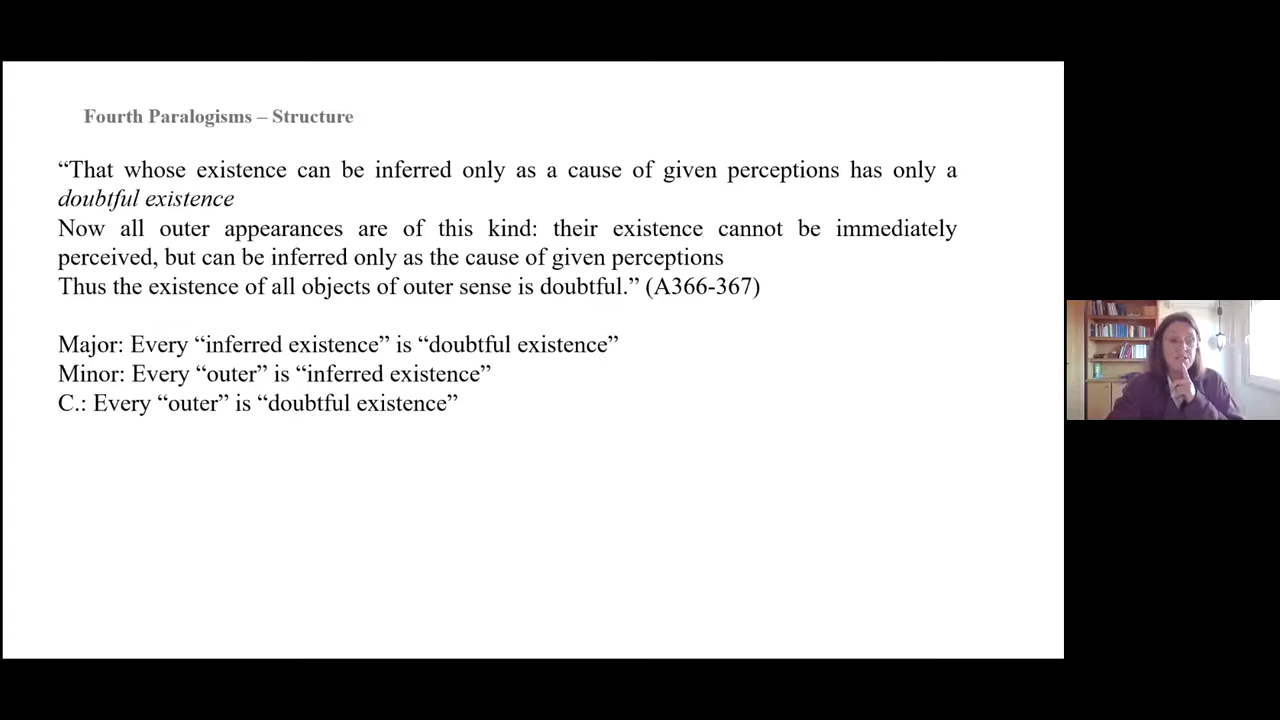 Fourth Paralogisms – Structure
“That whose existence can be inferred only as a cause of given perceptions has only a
doubtful existence
Now all outer appearances are of this kind: their existence cannot be immediately
perceived, but can be inferred only as the cause of given perceptions
Thus the existence of all objects of outer sense is doubtful.” (A366-367)
Major: Every “inferred existence” is “doubtful existence”
Minor: Every “outer” is “inferred existence”
C.: Every “outer” is “doubtful existence”